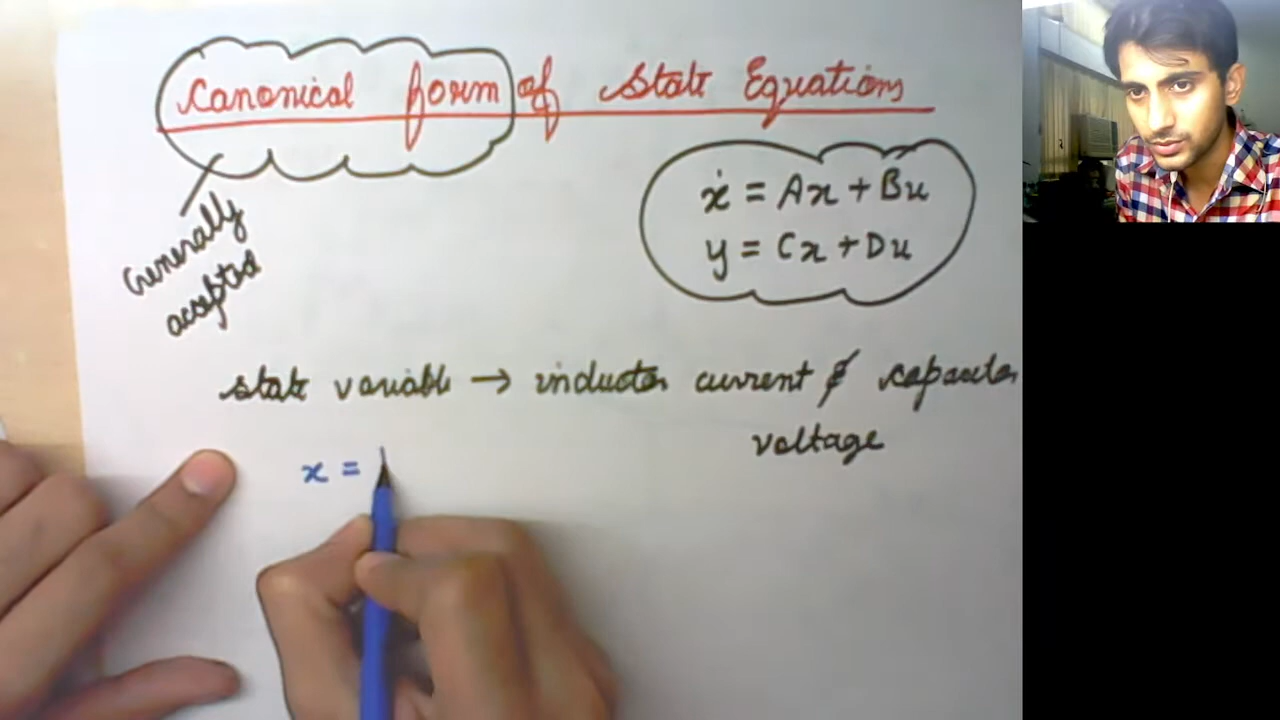 Canonical form of State Equations
ẋ = Ax + Bu
y = Cx + Du
Generally
accepted
state variable → inductor current & capacitor
voltage
x =